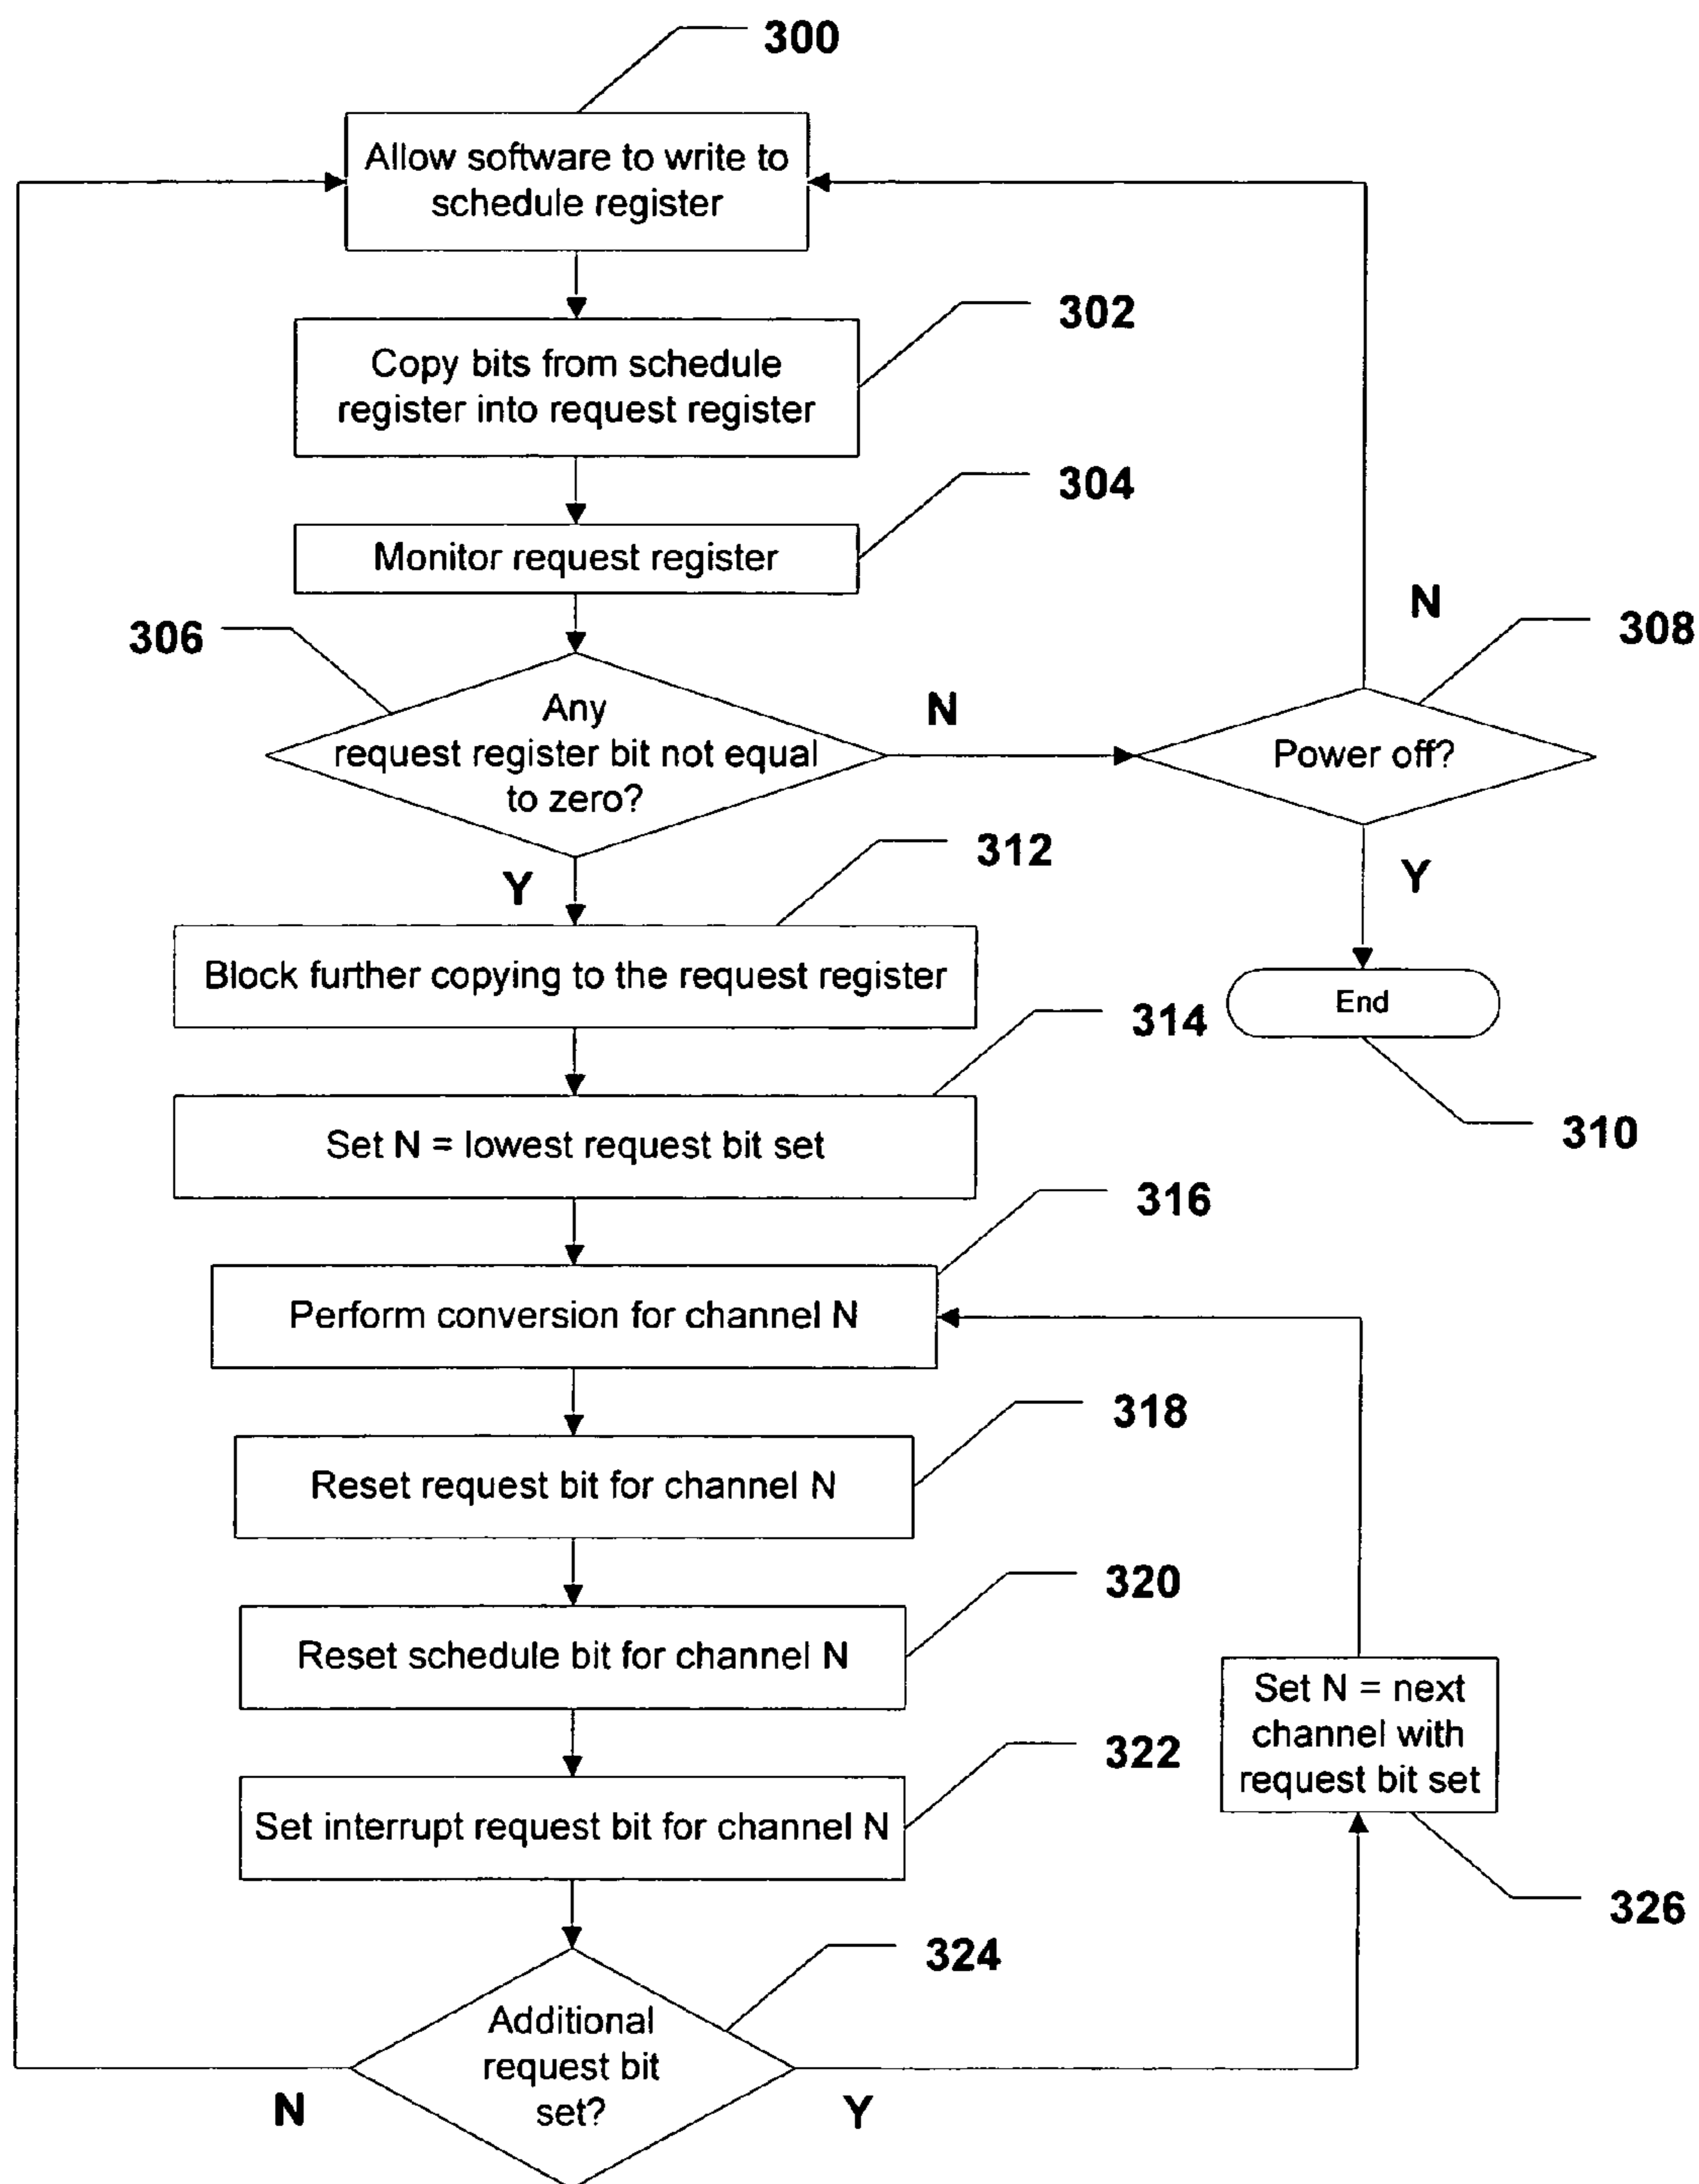 300
Allow software to write to
schedule register
302
Copy bits from schedule
register into request register
304
Monitor request register
306
Any
request register bit not equal
to zero?
N
N
308
Power off?
Y
312
Y
Block further copying to the request register
End
310
314
Set N = lowest request bit set
316
Perform conversion for channel N
318
Reset request bit for channel N
320
Reset schedule bit for channel N
322
Set interrupt request bit for channel N
Set N = next
channel with
request bit set
326
324
Additional
request bit
set?
N
Y